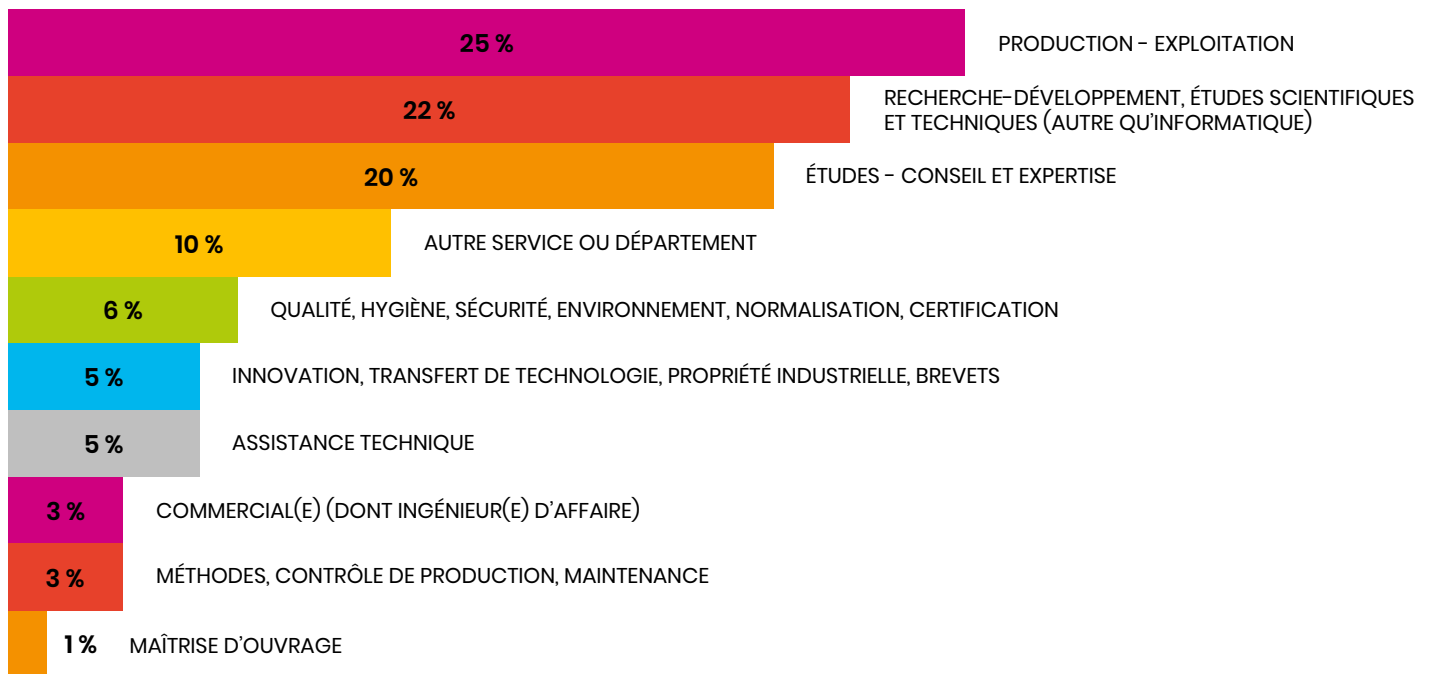 25 % PRODUCTION - EXPLOITATION
22 % RECHERCHE-DÉVELOPPEMENT, ÉTUDES SCIENTIFIQUES
ET TECHNIQUES (AUTRE QU’INFORMATIQUE)
20 % ÉTUDES - CONSEIL ET EXPERTISE
10 % AUTRE SERVICE OU DÉPARTEMENT
6 % QUALITÉ, HYGIÈNE, SÉCURITÉ, ENVIRONNEMENT, NORMALISATION, CERTIFICATION
5 % INNOVATION, TRANSFERT DE TECHNOLOGIE, PROPRIÉTÉ INDUSTRIELLE, BREVETS
5 % ASSISTANCE TECHNIQUE
3 % COMMERCIAL(E) (DONT INGÉNIEUR(E) D’AFFAIRE)
3 % MÉTHODES, CONTRÔLE DE PRODUCTION, MAINTENANCE
1 % MAÎTRISE D’OUVRAGE